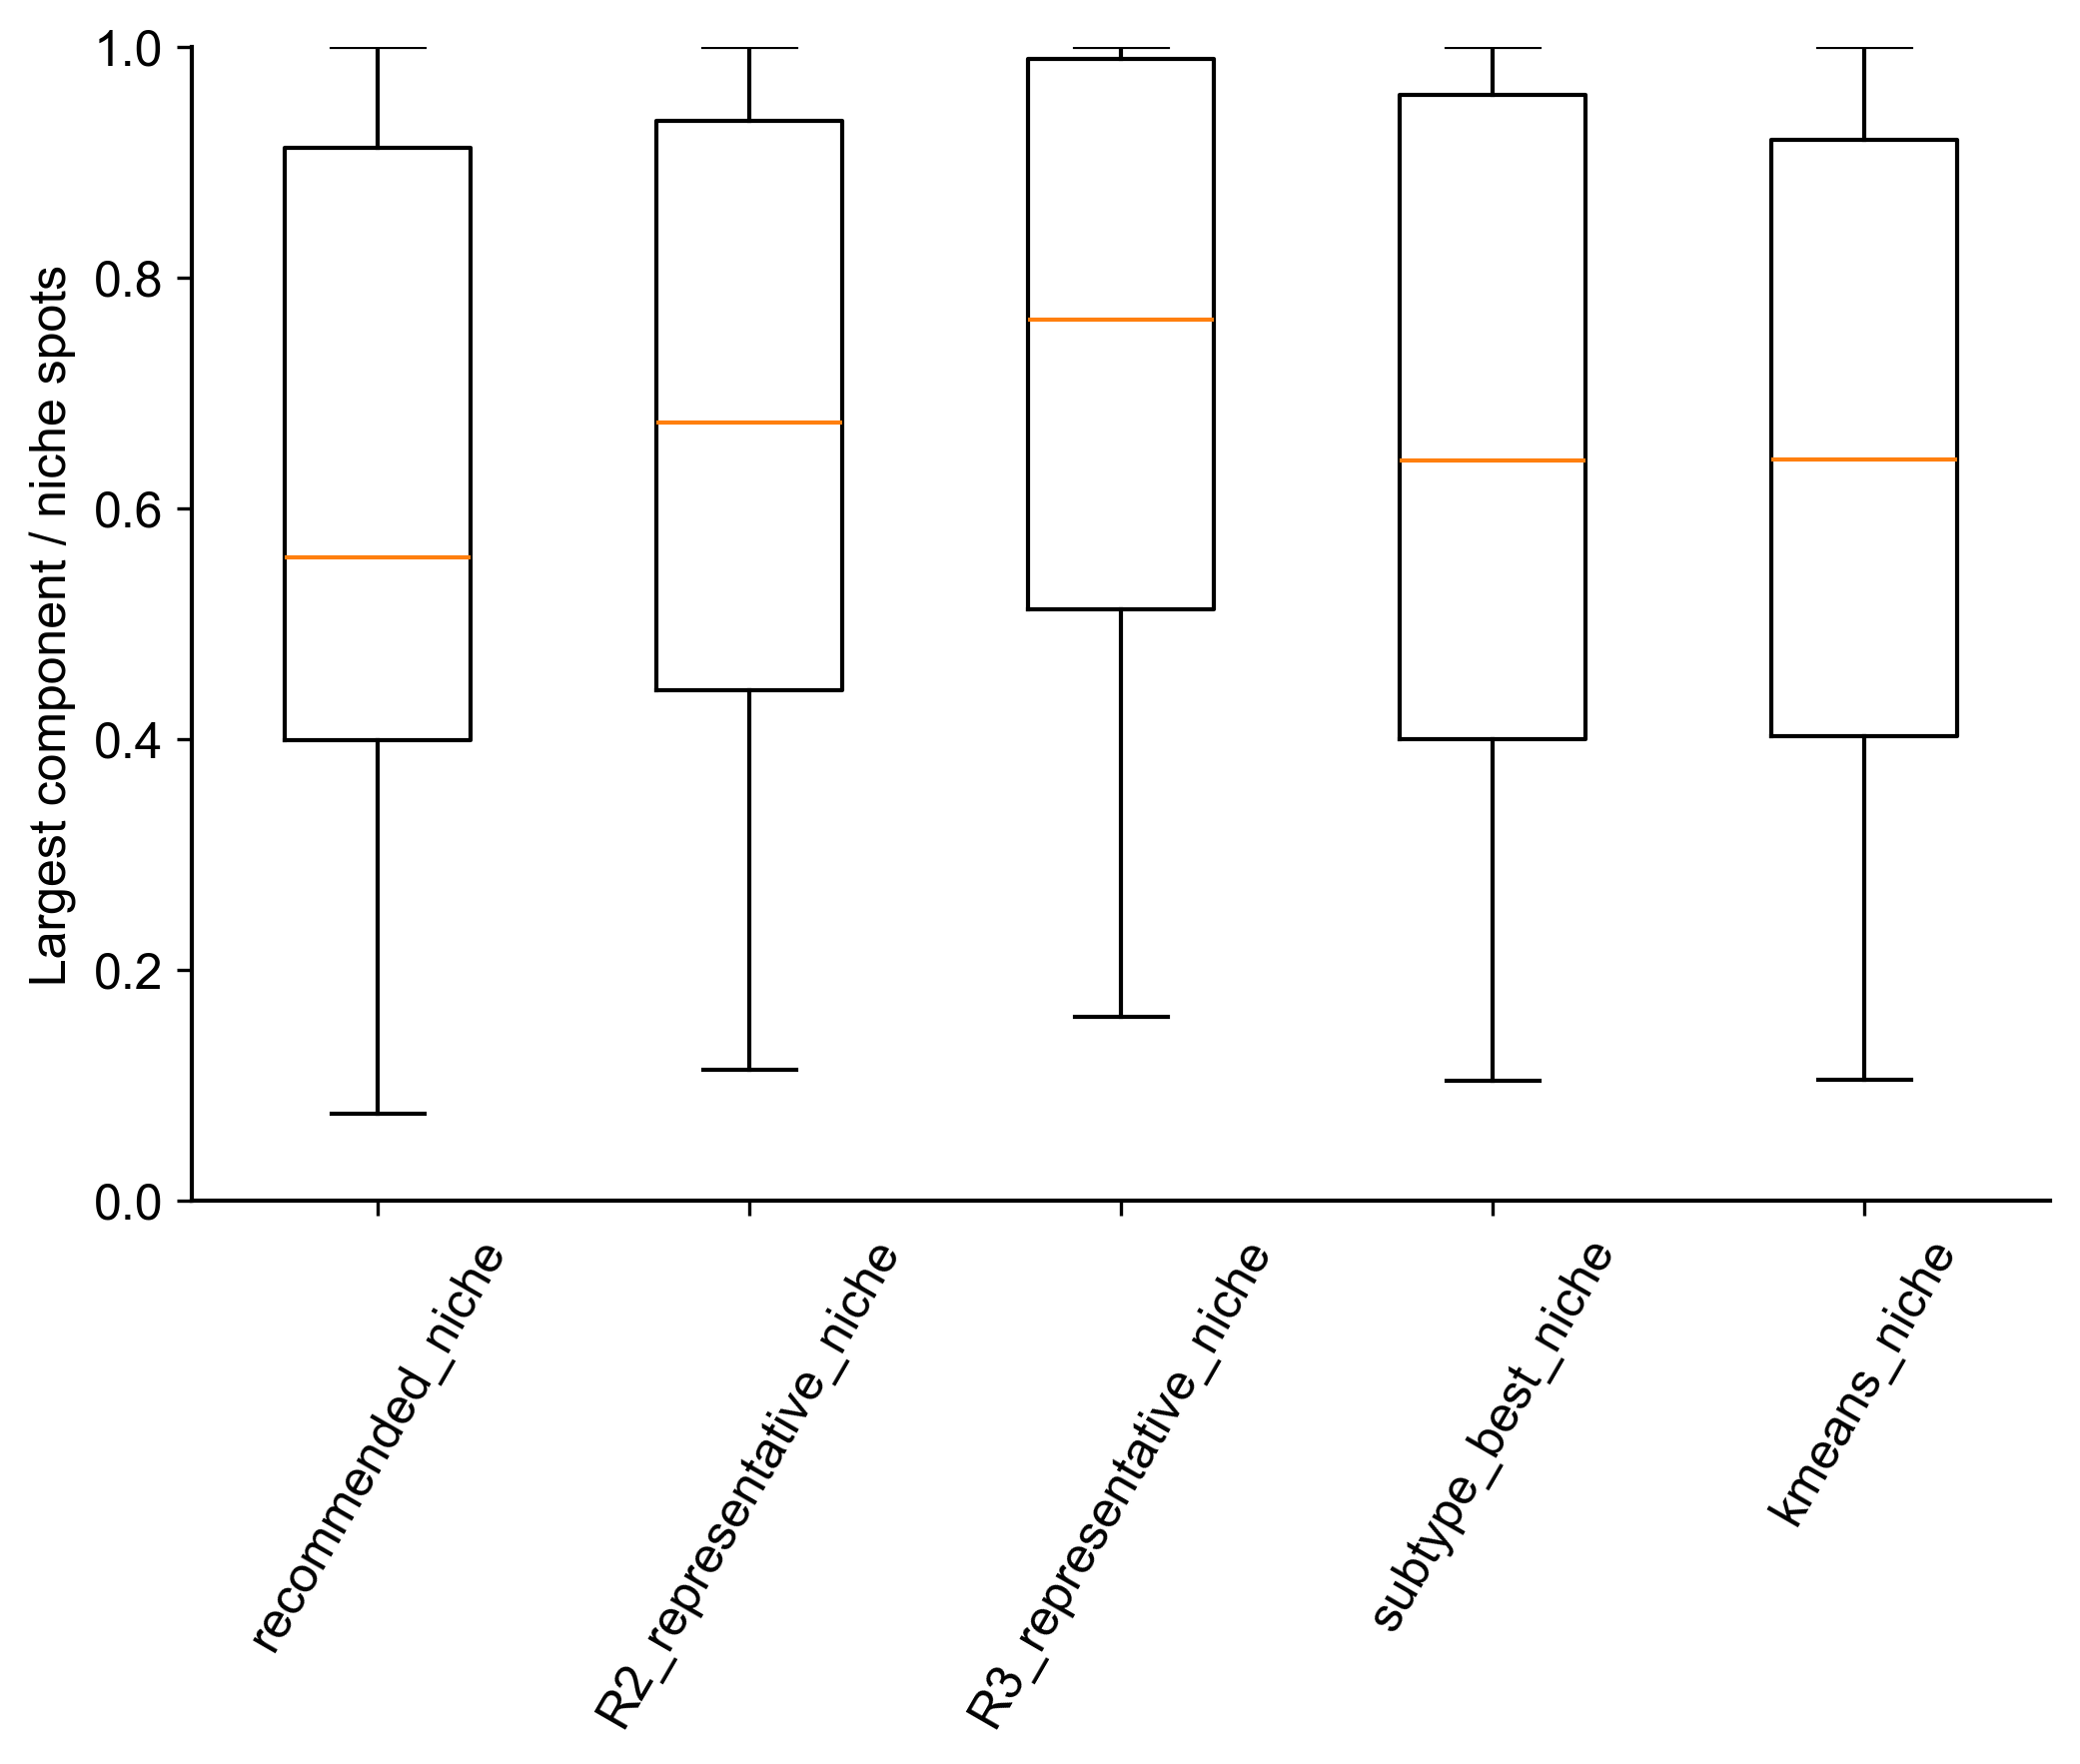 Largest component / niche spots
1.0
0.8
0.6
0.4
0.2
0.0
recommended_niche
R2_representative_niche
R3_representative_niche
subtype_best_niche
kmeans_niche